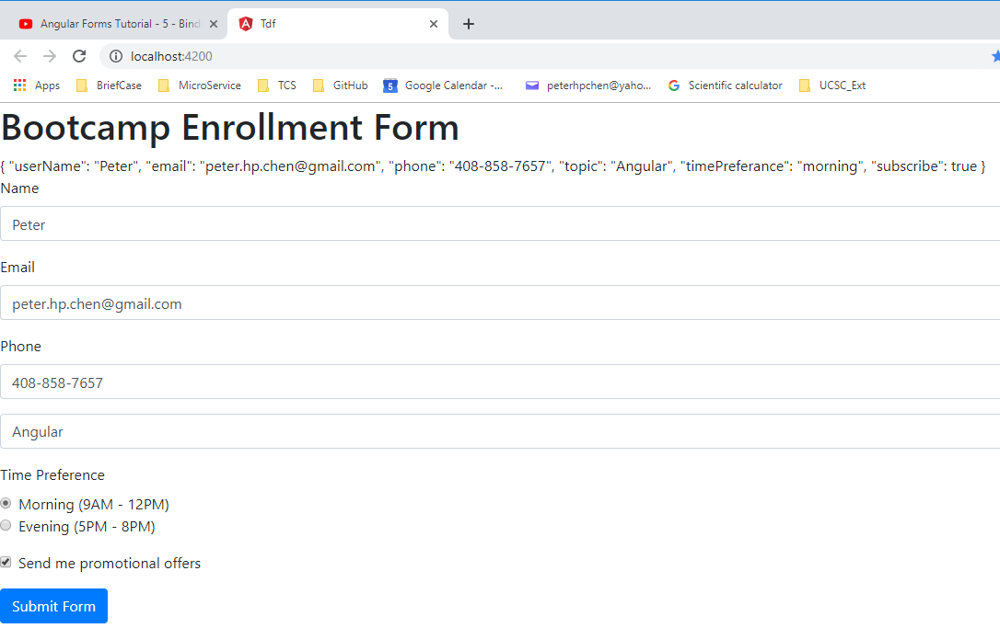 Angular Forms Tutorial - 5 - Bind
Tdf
localhost:4200
Apps BriefCase MicroService TCS GitHub 5 Google Calendar -... peterhpchen@yaho... Scientific calculator UCSC_Ext
Bootcamp Enrollment Form
{ "userName": "Peter", "email": "peter.hp.chen@gmail.com", "phone": "408-858-7657", "topic": "Angular", "timePreferance": "morning", "subscribe": true }
Name
Peter
Email
peter.hp.chen@gmail.com
Phone
408-858-7657
Angular
Time Preference
Morning (9AM - 12PM)
Evening (5PM - 8PM)
Send me promotional offers
Submit Form